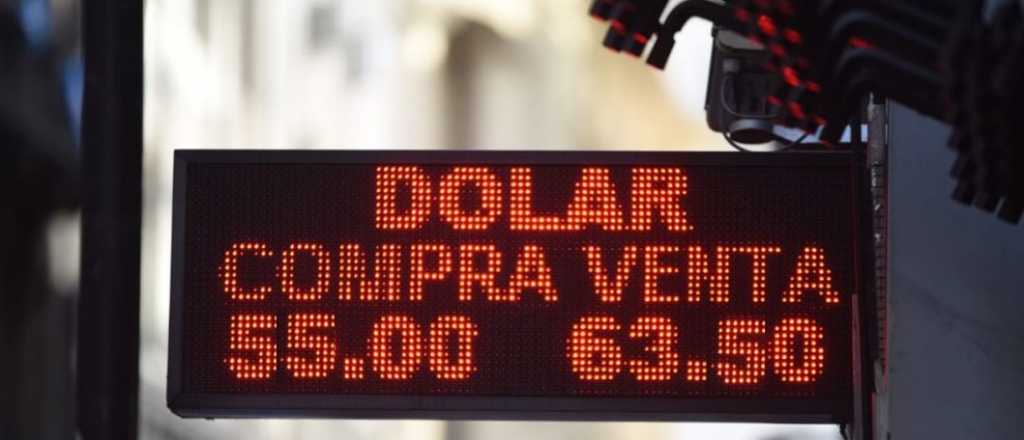 DOLAR
COMPRA VENTA
55.00 63.50